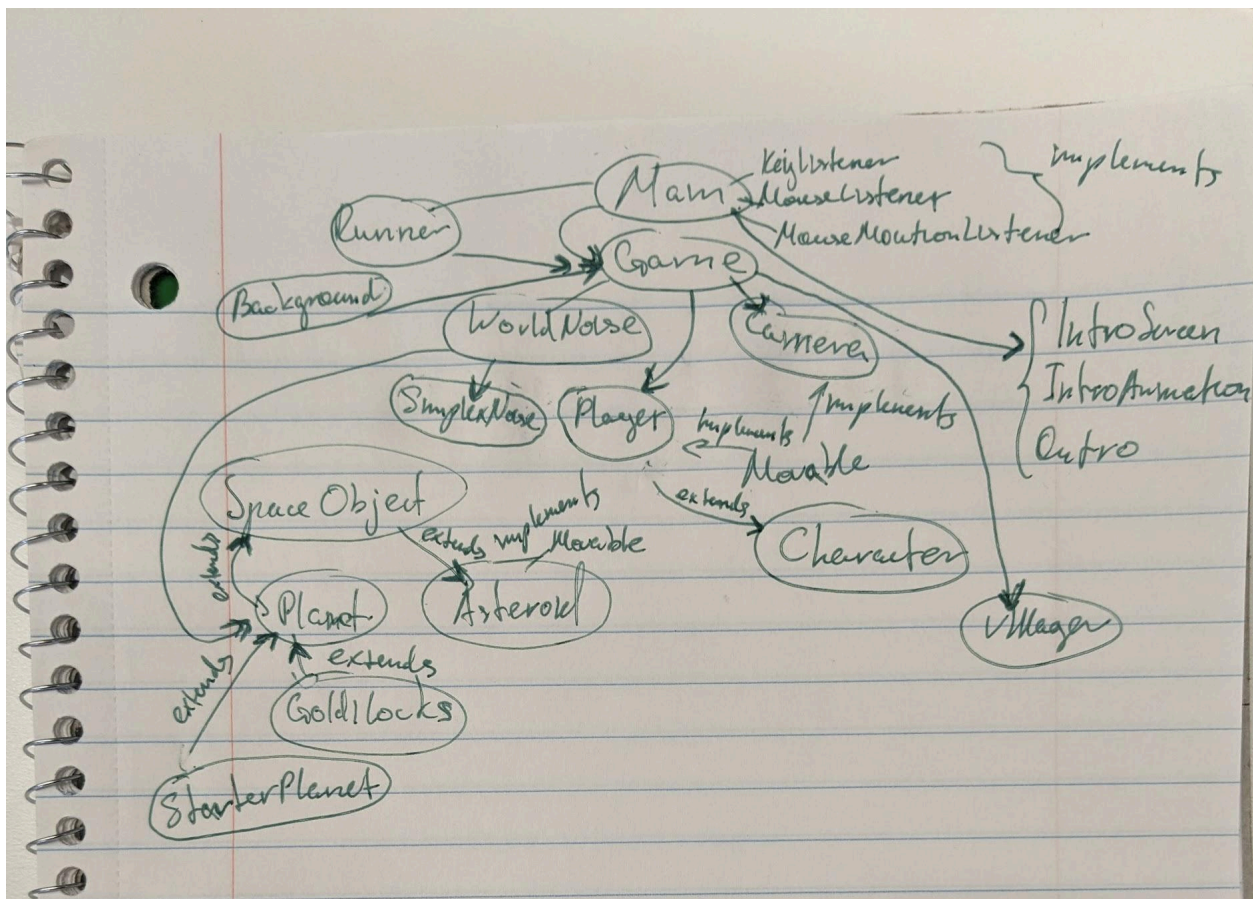 Main
KeyListener
MouseListener
MouseMoutionListener
implements
Runner
Game
Background
WorldNoise
Camera
IntroScreen
IntroAnimation
Outro
SimplexNoise
Player
implements
implements
Movable
Space Object
extends
Character
extends
extends
implements
Movable
Planet
Asteroid
Villager
extends
extends
Goldilocks
StarterPlanet